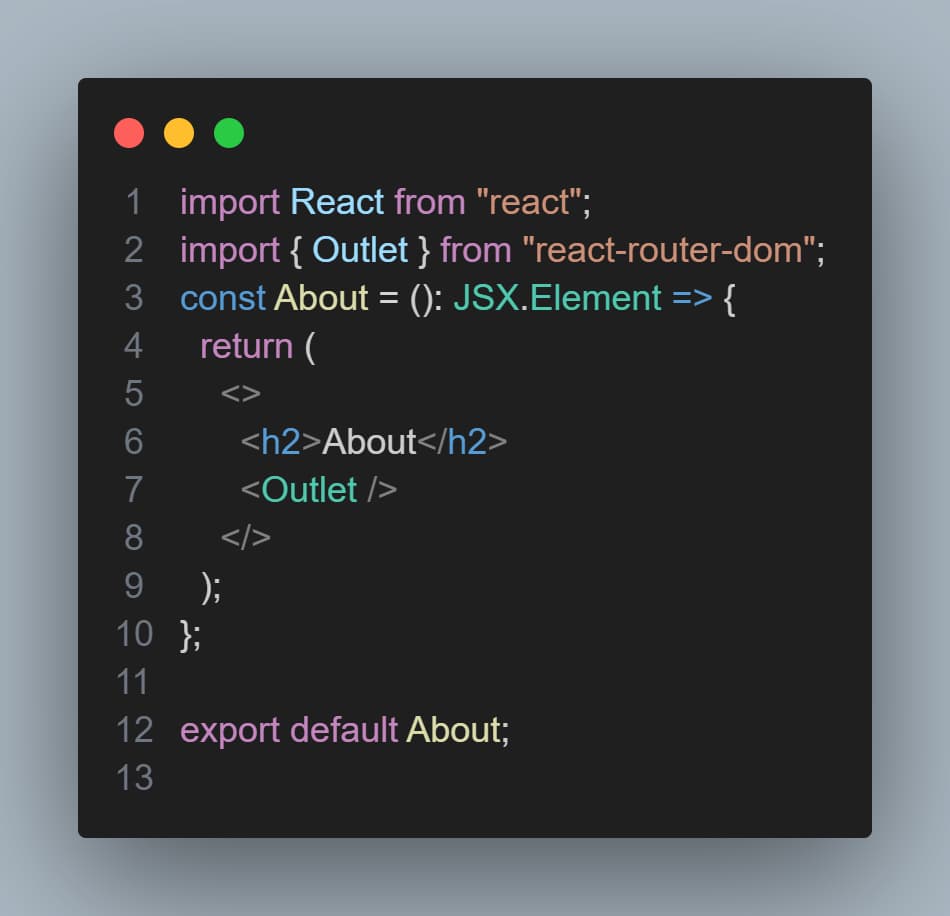 1 import React from "react";
2 import { Outlet } from "react-router-dom";
3 const About = (): JSX.Element => {
4   return (
5     <>
6       <h2>About</h2>
7       <Outlet />
8     </>
9   );
10 };
11
12 export default About;
13